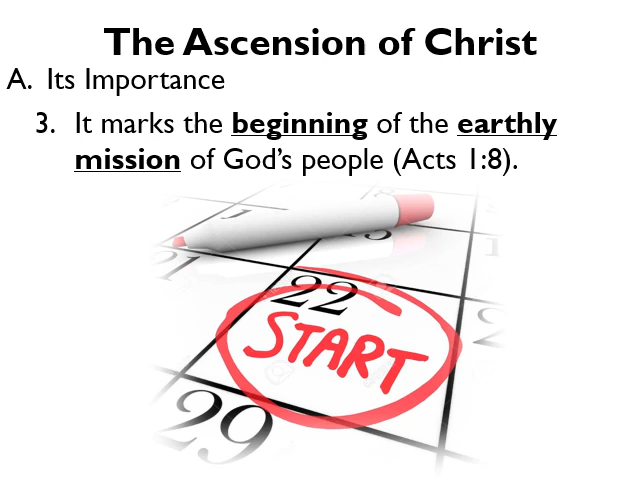 The Ascension of Christ
A. Its Importance
3. It marks the beginning of the earthly
mission of God's people (Acts 1:8).
21
22
START
29